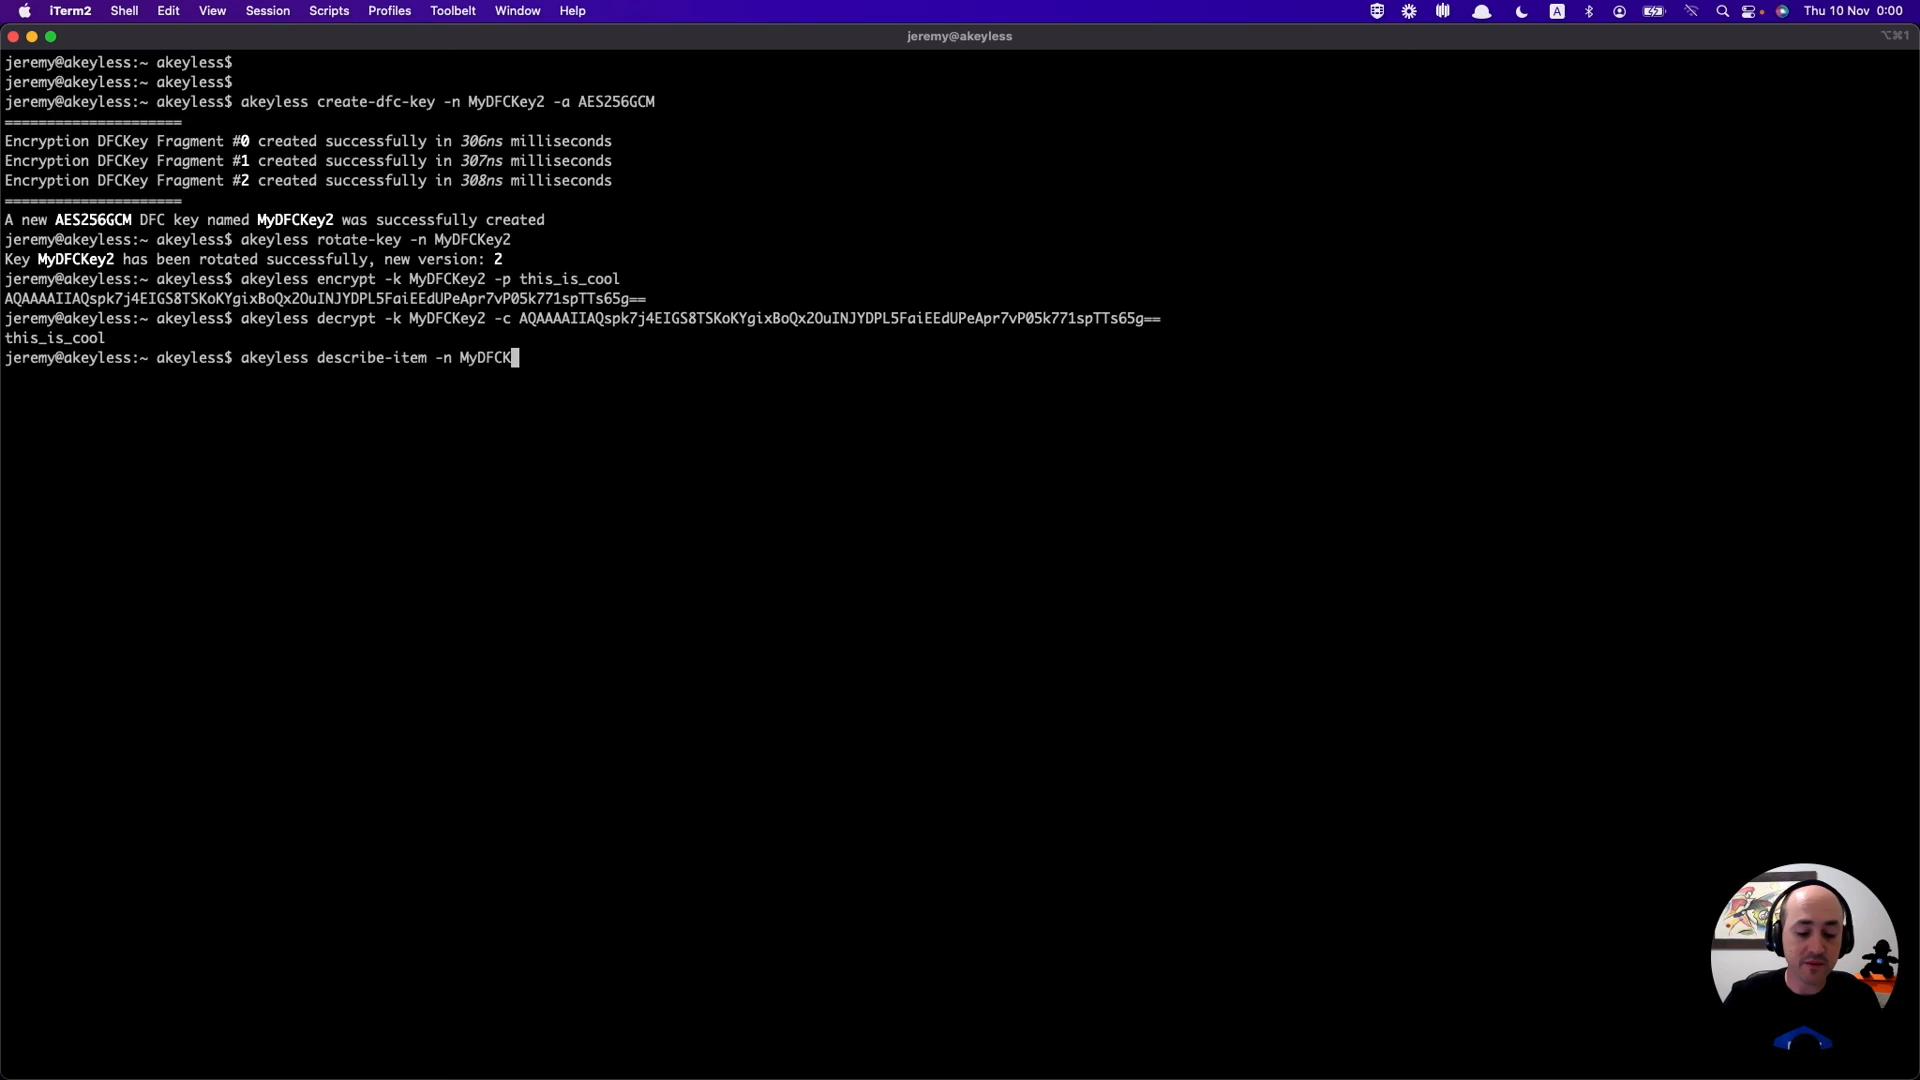 iTerm2 Shell Edit View Session Scripts Profiles Toolbelt Window Help A Thu 10 Nov 0:00
jeremy@akeyless ⌥⌘1
jeremy@akeyless:~ akeyless$
jeremy@akeyless:~ akeyless$
jeremy@akeyless:~ akeyless$ akeyless create-dfc-key -n MyDFCKey2 -a AES256GCM
=====================
Encryption DFCKey Fragment #0 created successfully in 306ns milliseconds
Encryption DFCKey Fragment #1 created successfully in 307ns milliseconds
Encryption DFCKey Fragment #2 created successfully in 308ns milliseconds
=====================
A new AES256GCM DFC key named MyDFCKey2 was successfully created
jeremy@akeyless:~ akeyless$ akeyless rotate-key -n MyDFCKey2
Key MyDFCKey2 has been rotated successfully, new version: 2
jeremy@akeyless:~ akeyless$ akeyless encrypt -k MyDFCKey2 -p this_is_cool
AQAAAAIIAQspk7j4EIGS8TSKoKYgixBoQx2OuINJYDPL5FaiEEdUPeApr7vP05k771spTTs65g==
jeremy@akeyless:~ akeyless$ akeyless decrypt -k MyDFCKey2 -c AQAAAAIIAQspk7j4EIGS8TSKoKYgixBoQx2OuINJYDPL5FaiEEdUPeApr7vP05k771spTTs65g==
this_is_cool
jeremy@akeyless:~ akeyless$ akeyless describe-item -n MyDFCK